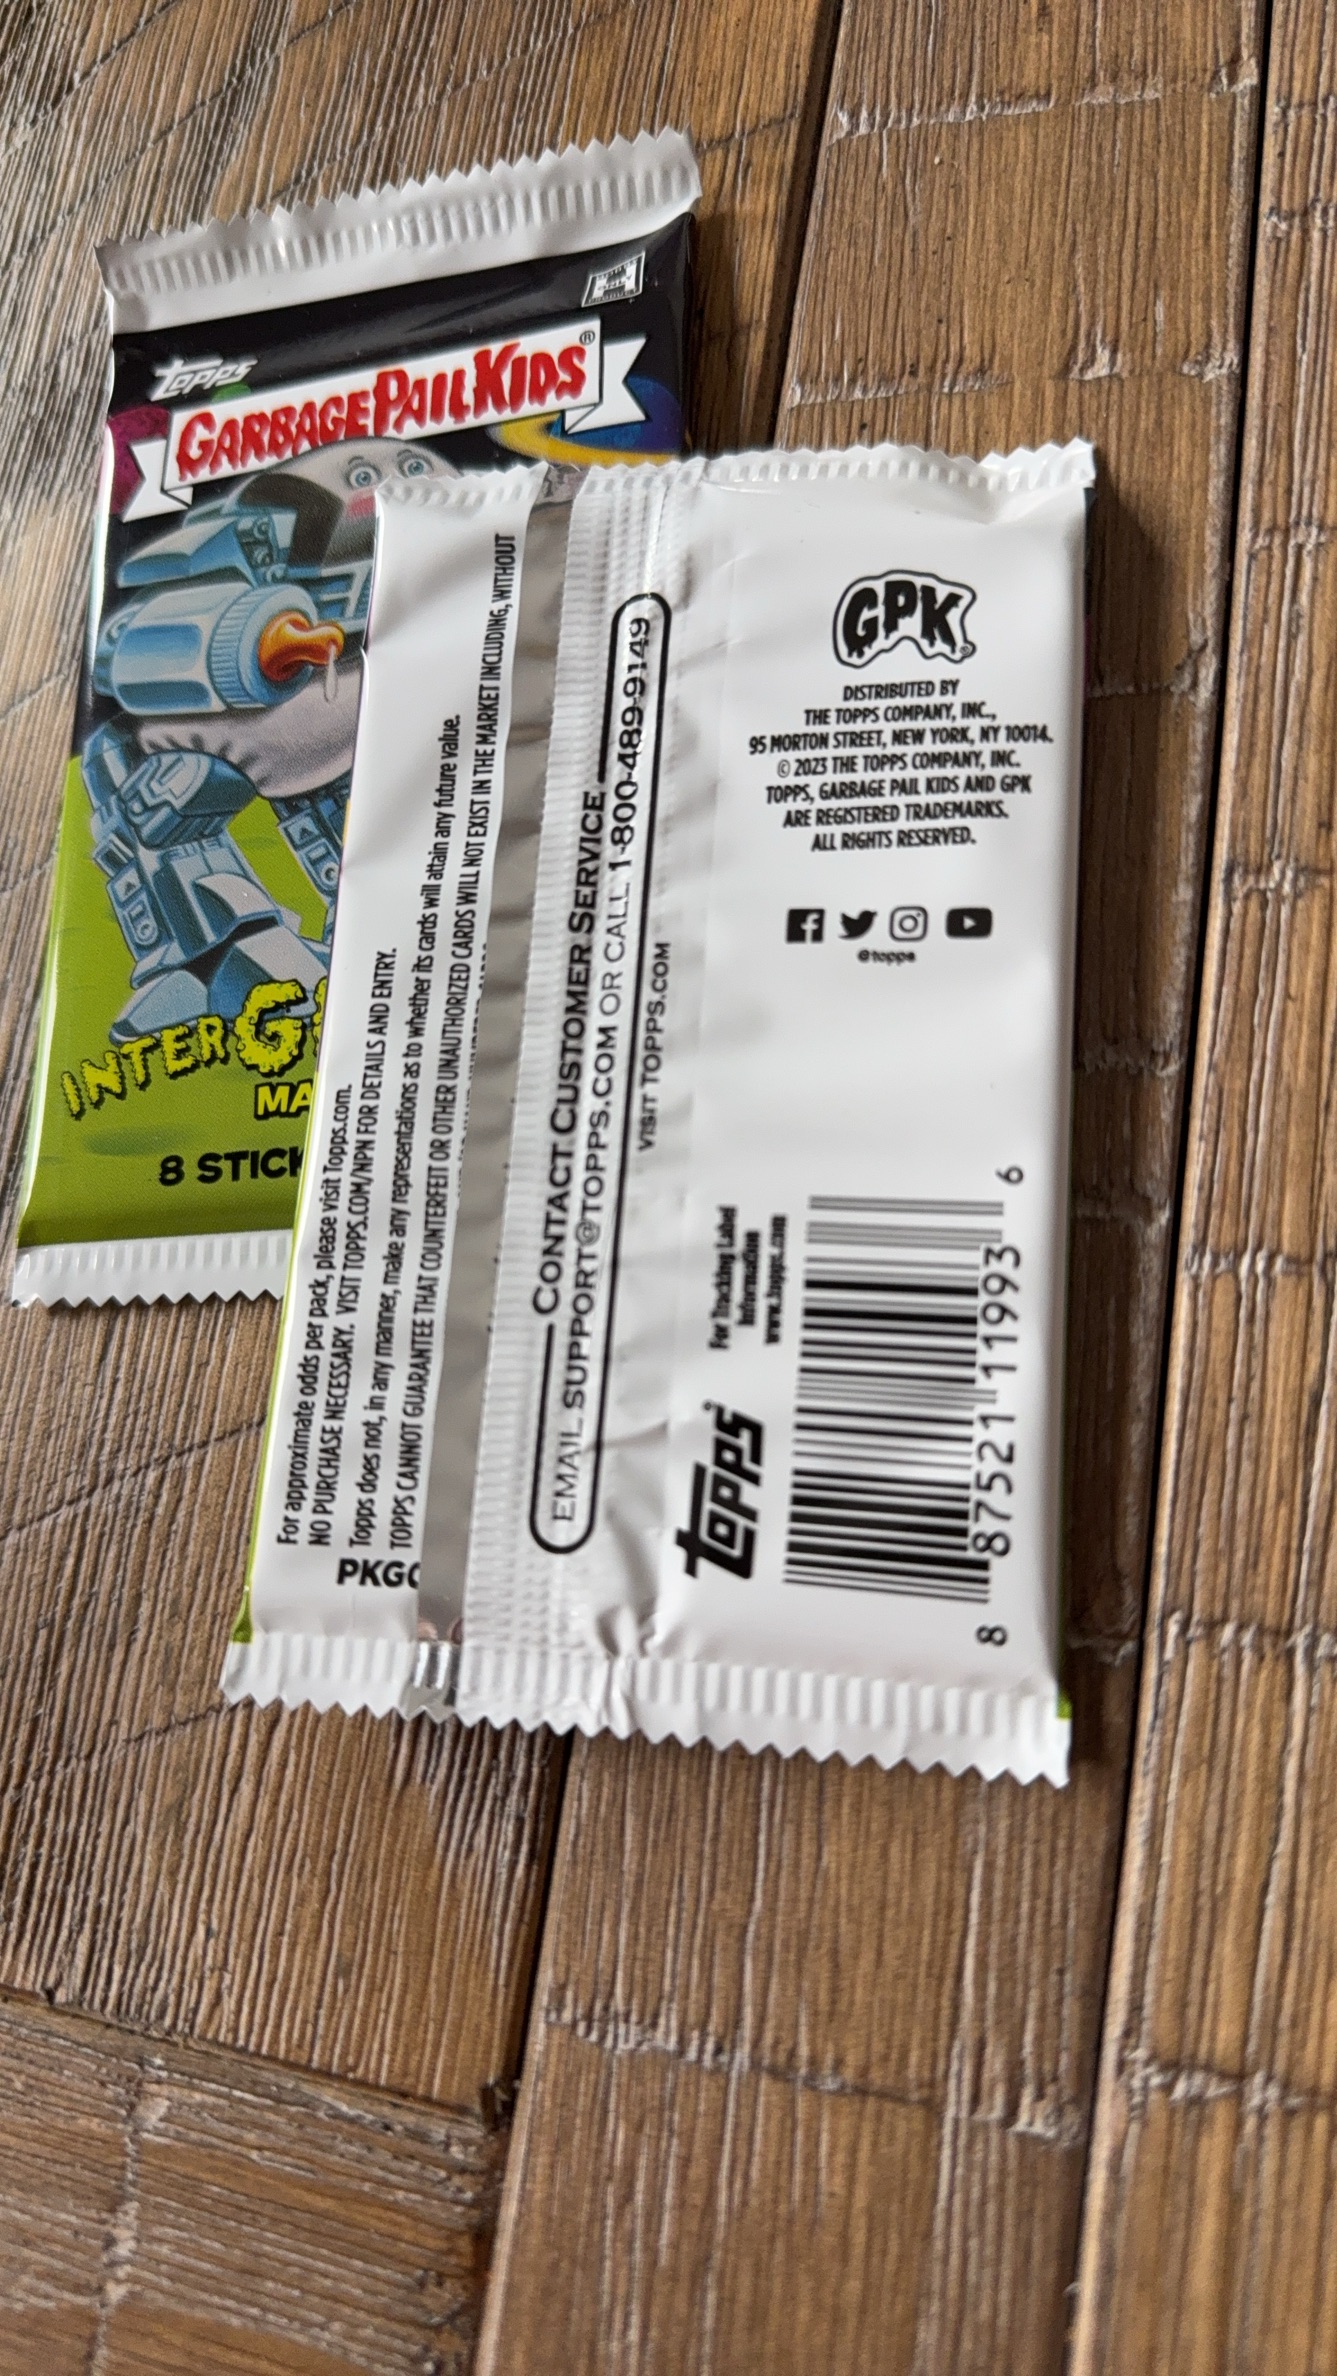 topps
GARBAGE PAIL KIDS®
INTERG
MA
8 STICK
For approximate odds per pack, please visit Topps.com.
NO PURCHASE NECESSARY. VISIT TOPPS.COM/NPN FOR DETAILS AND ENTRY.
Topps does not, in any manner, make any representations as to whether its cards will attain any future value.
TOPPS CANNOT GUARANTEE THAT COUNTERFEIT OR OTHER UNAUTHORIZED CARDS WILL NOT EXIST IN THE MARKET INCLUDING, WITHOUT
PKG
CONTACT CUSTOMER SERVICE
EMAIL SUPPORT@TOPPS.COM OR CALL 1-800-489-9149
VISIT TOPPS.COM
GPK
DISTRIBUTED BY
THE TOPPS COMPANY, INC.,
95 MORTON STREET, NEW YORK, NY 10014.
© 2023 THE TOPPS COMPANY, INC.
TOPPS, GARBAGE PAIL KIDS AND GPK
ARE REGISTERED TRADEMARKS.
ALL RIGHTS RESERVED.
@topps
topps
For Tracking Label
Information
www.topps.com
8 87521 11993 6